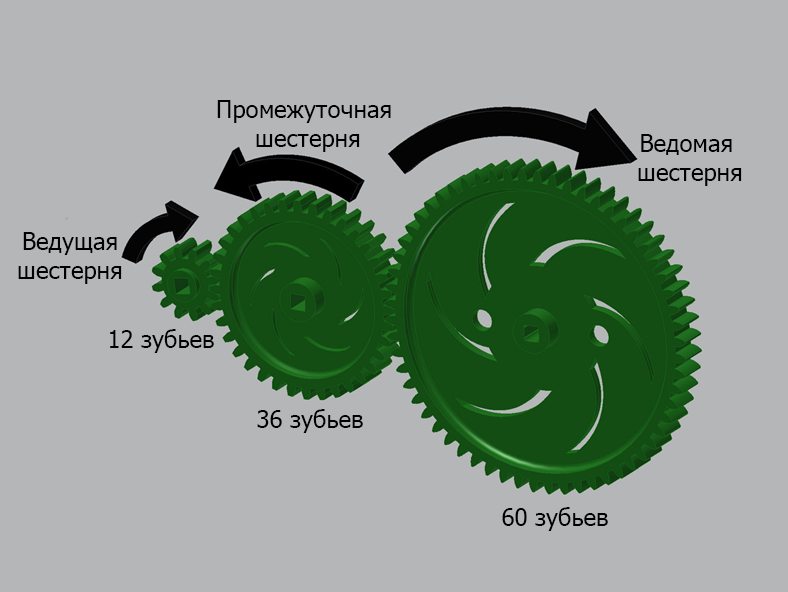 Промежуточная
шестерня
Ведомая
шестерня
Ведущая
шестерня
12 зубьев
36 зубьев
60 зубьев